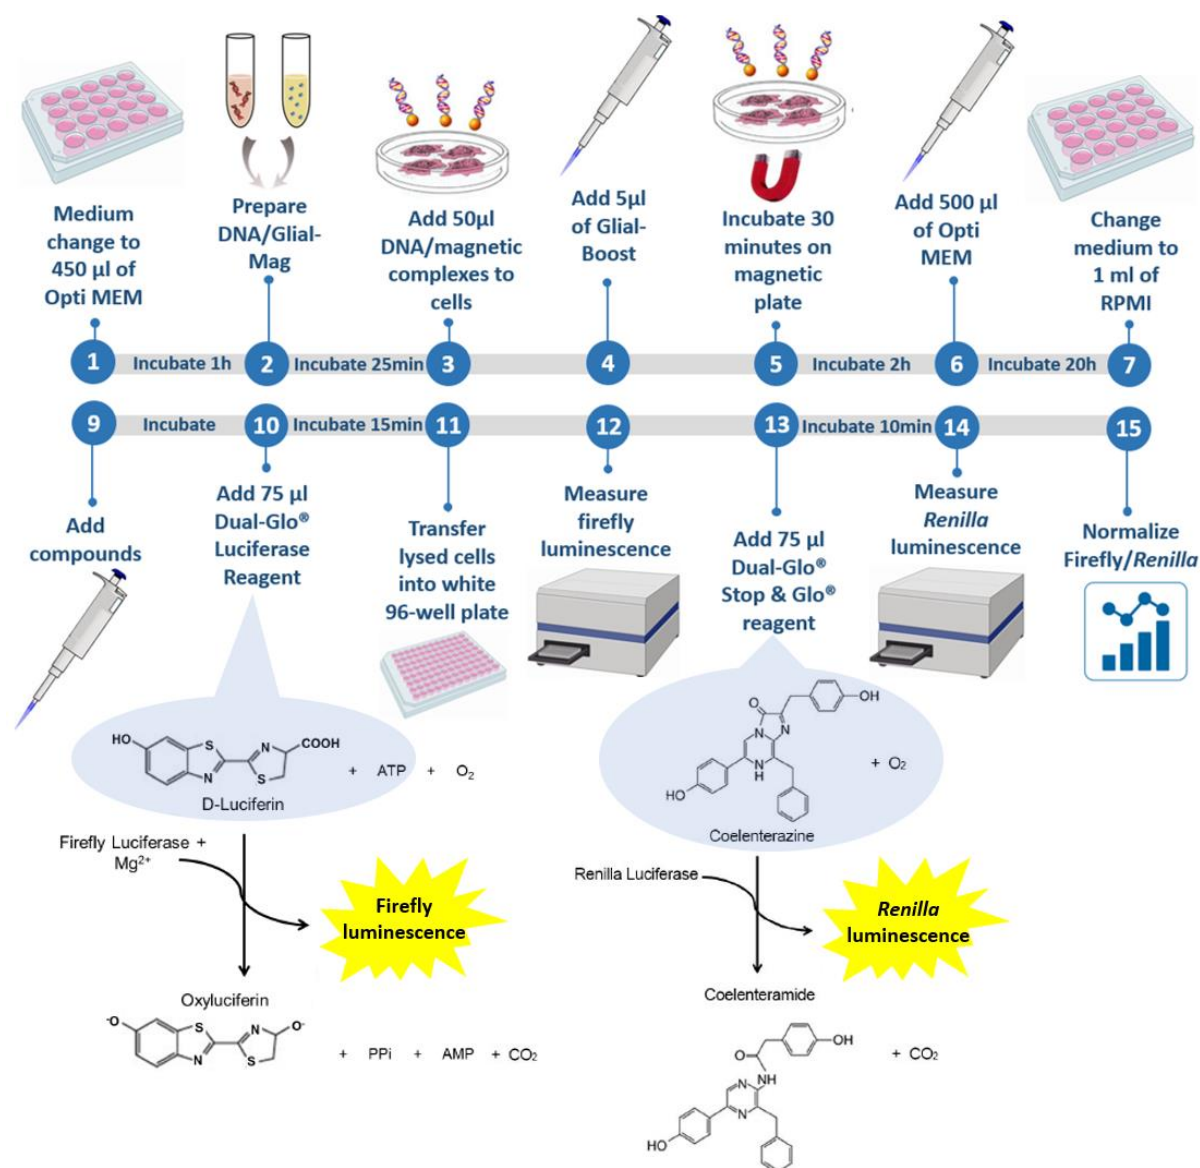 Medium
change to
450 µl of
Opti MEM
Prepare
DNA/Glial-
Mag
Add 50µl
DNA/magnetic
complexes to
cells
Add 5µl
of Glial-
Boost
Incubate 30
minutes on
magnetic
plate
Add 500 µl
of Opti
MEM
Change
medium to
1 ml of
RPMI
1 Incubate 1h 2 Incubate 25min 3 4 5 Incubate 2h 6 Incubate 20h 7
9 Incubate 10 Incubate 15min 11 12 13 Incubate 10min 14 15
Add
compounds
Add 75 µl
Dual-Glo®
Luciferase
Reagent
Transfer
lysed cells
into white
96-well plate
Measure
firefly
luminescence
Add 75 µl
Dual-Glo®
Stop & Glo®
reagent
Measure
Renilla
luminescence
Normalize
Firefly/Renilla
HO S N COOH
N S
+ ATP + O₂
D-Luciferin
Firefly Luciferase +
Mg²⁺
Firefly
luminescence
Oxyluciferin
⁻O S N O⁻
N S
+ PPi + AMP + CO₂
OH
O
N N
N
H
HO
+ O₂
Coelenterazine
Renilla Luciferase
Renilla
luminescence
Coelenteramide
OH
O
NH
N
N
HO
+ CO₂